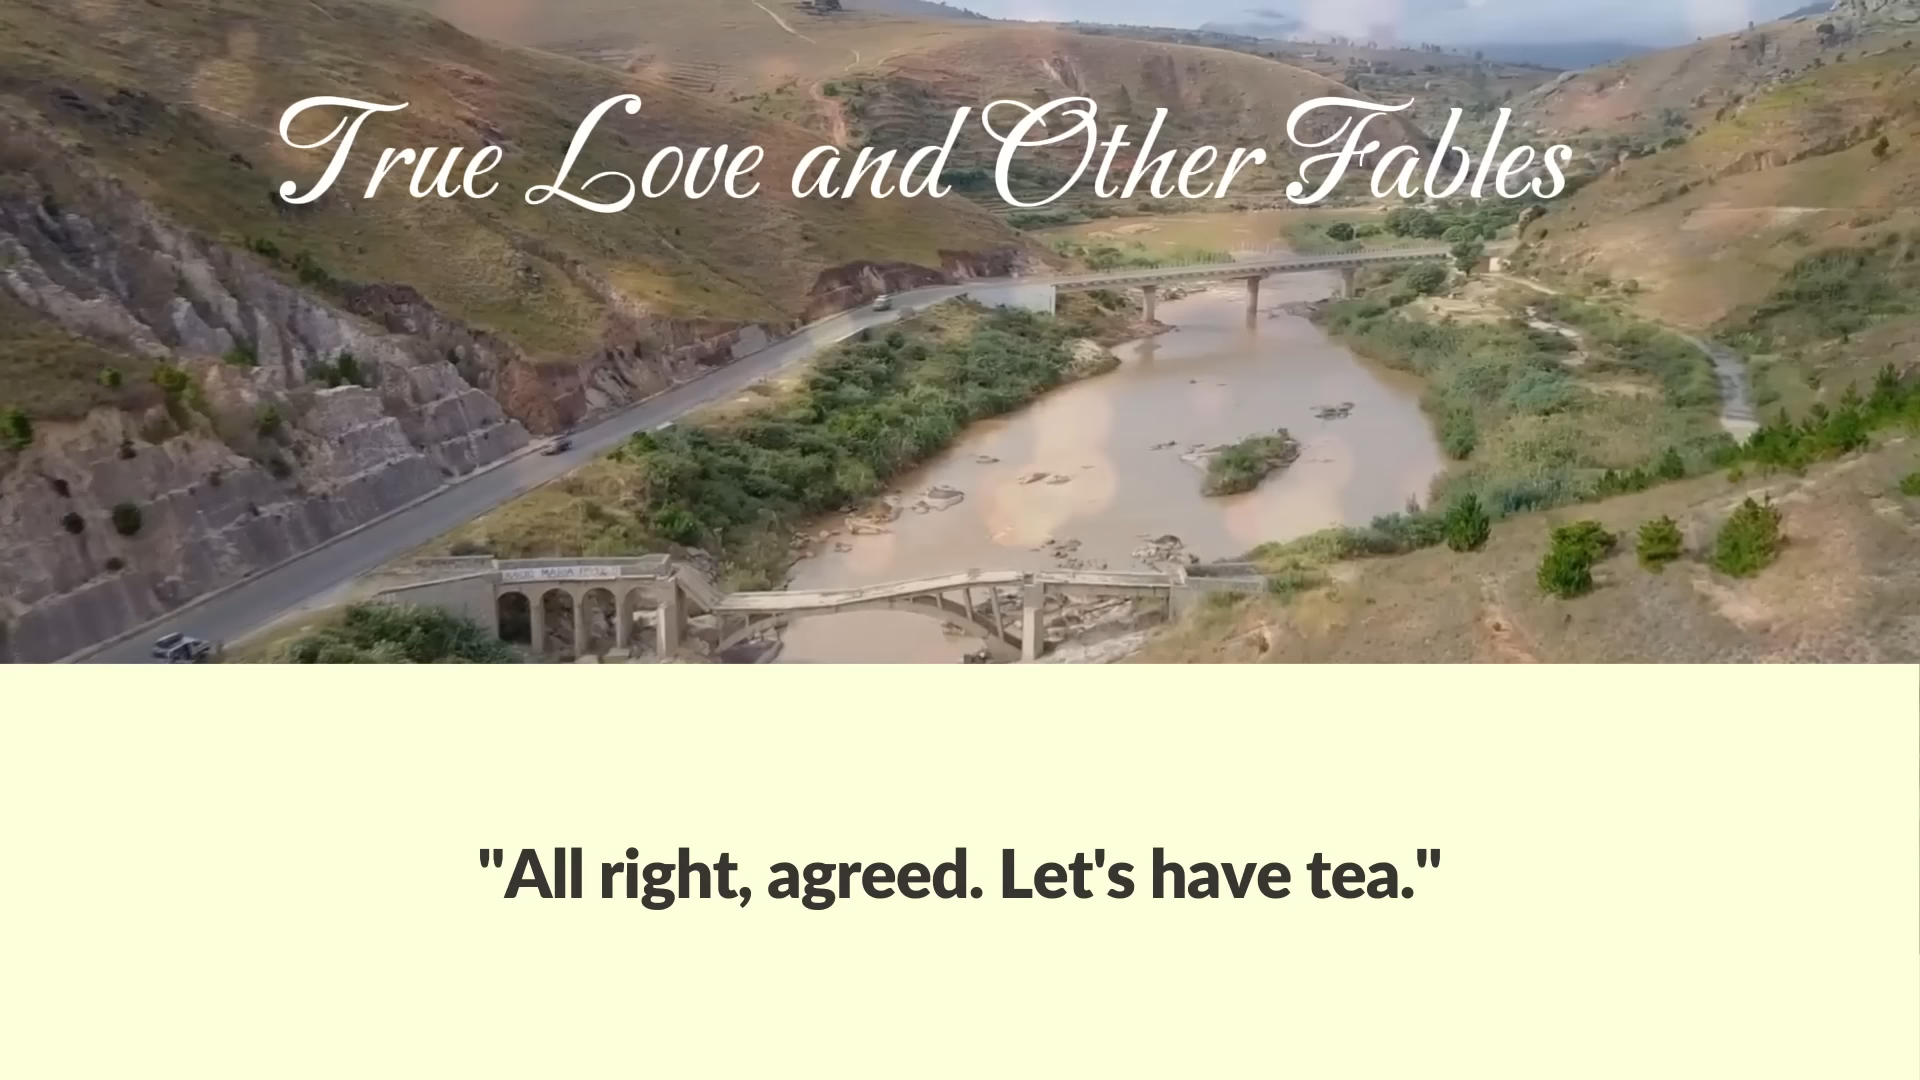 True Love and Other Fables
"All right, agreed. Let's have tea."